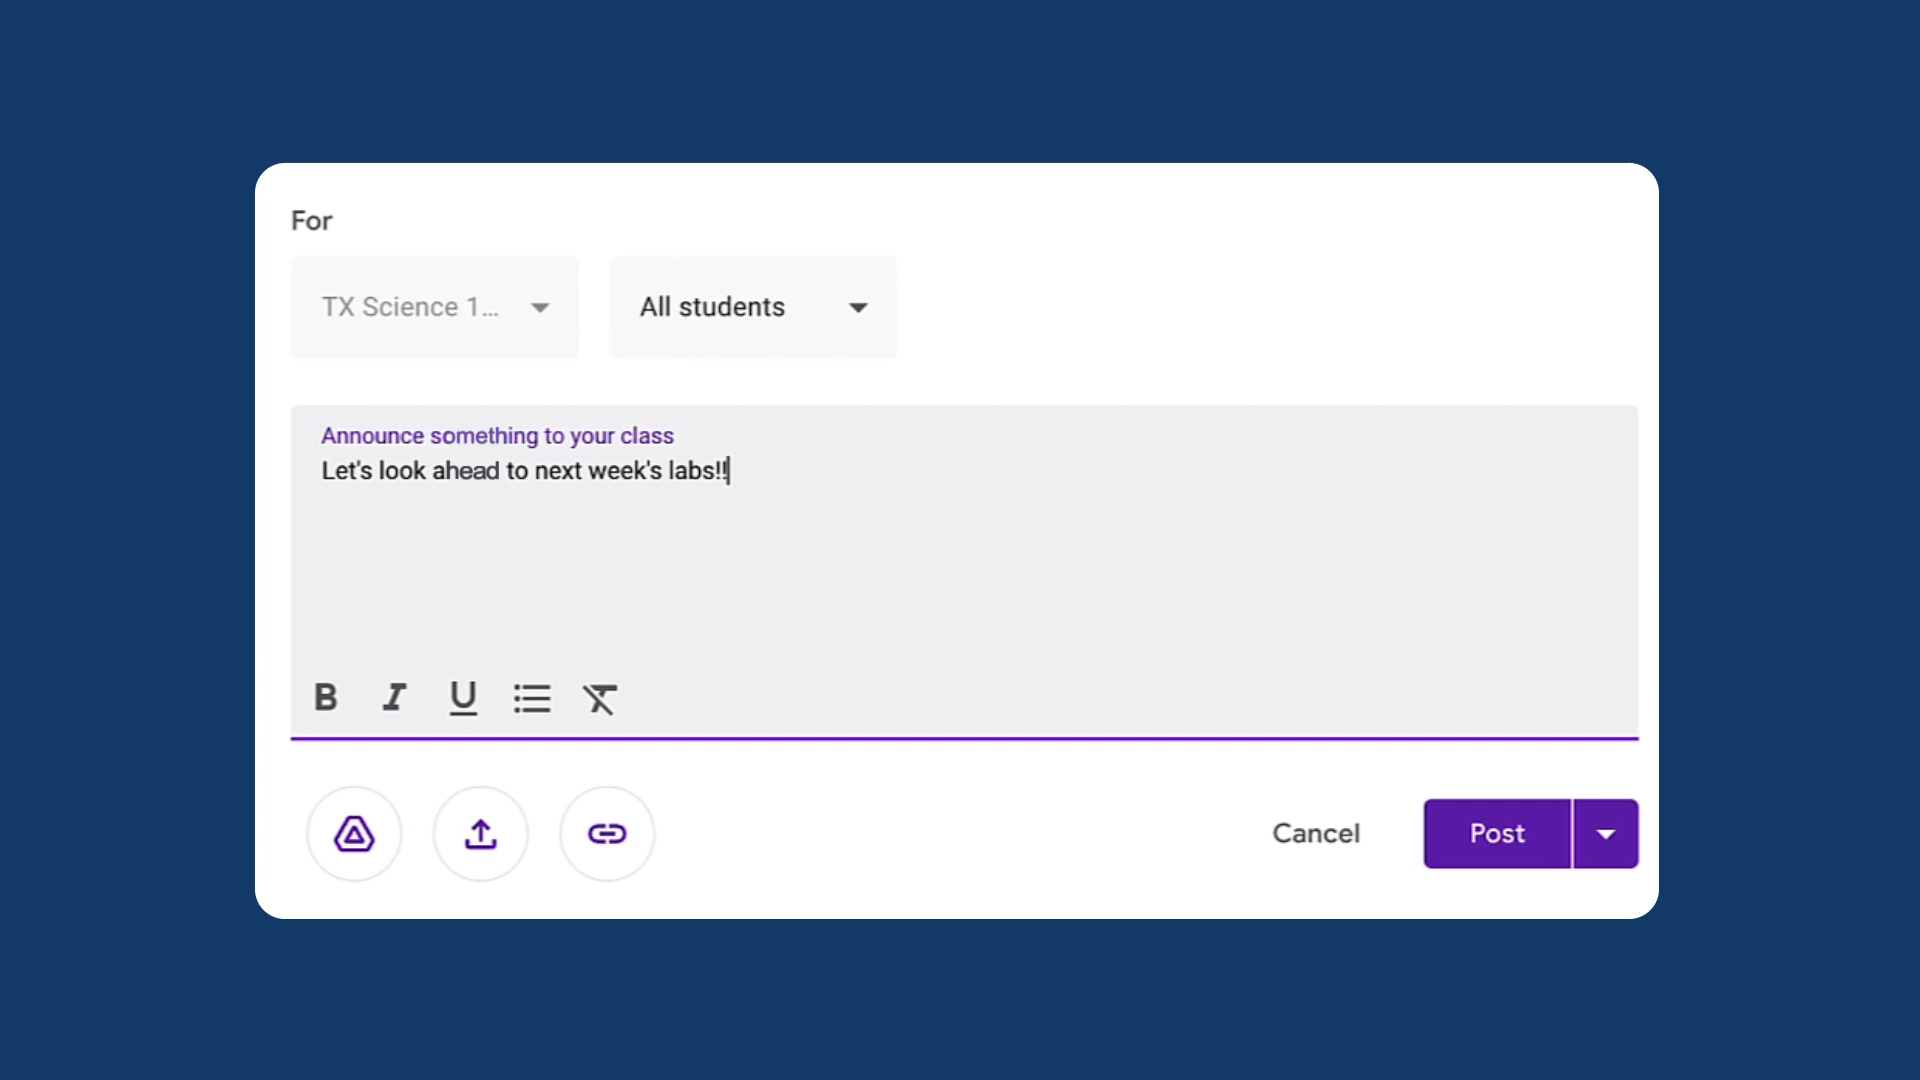 For
TX Science 1...
All students
Announce something to your class
Let's look ahead to next week's labs!!
B I U
Cancel
Post